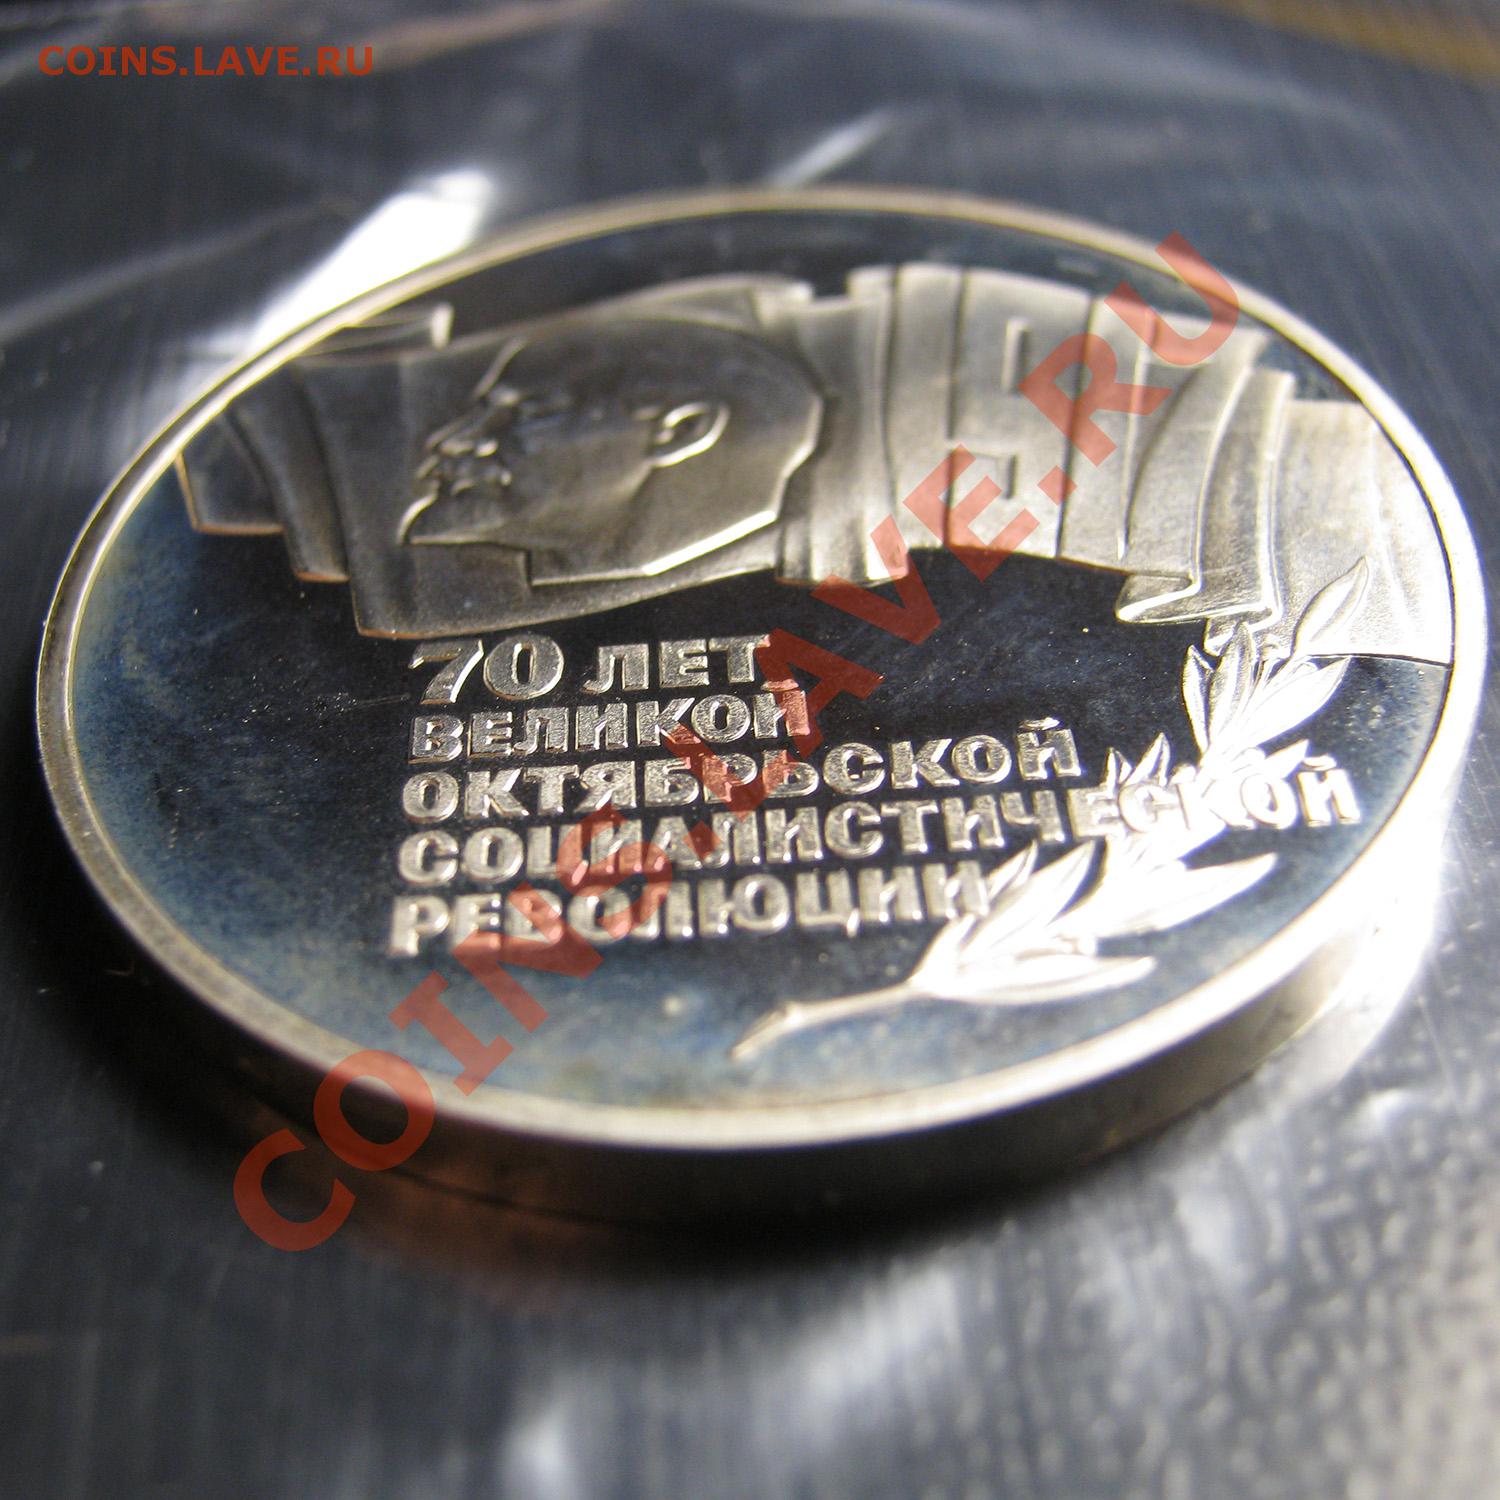 COINS.LAVE.RU
70 ЛЕТ
ВЕЛИКОЙ
ОКТЯБРЬСКОЙ
СОЦИАЛИСТИЧЕСКОЙ
РЕВОЛЮЦИИ
COINS.LAVE.RU